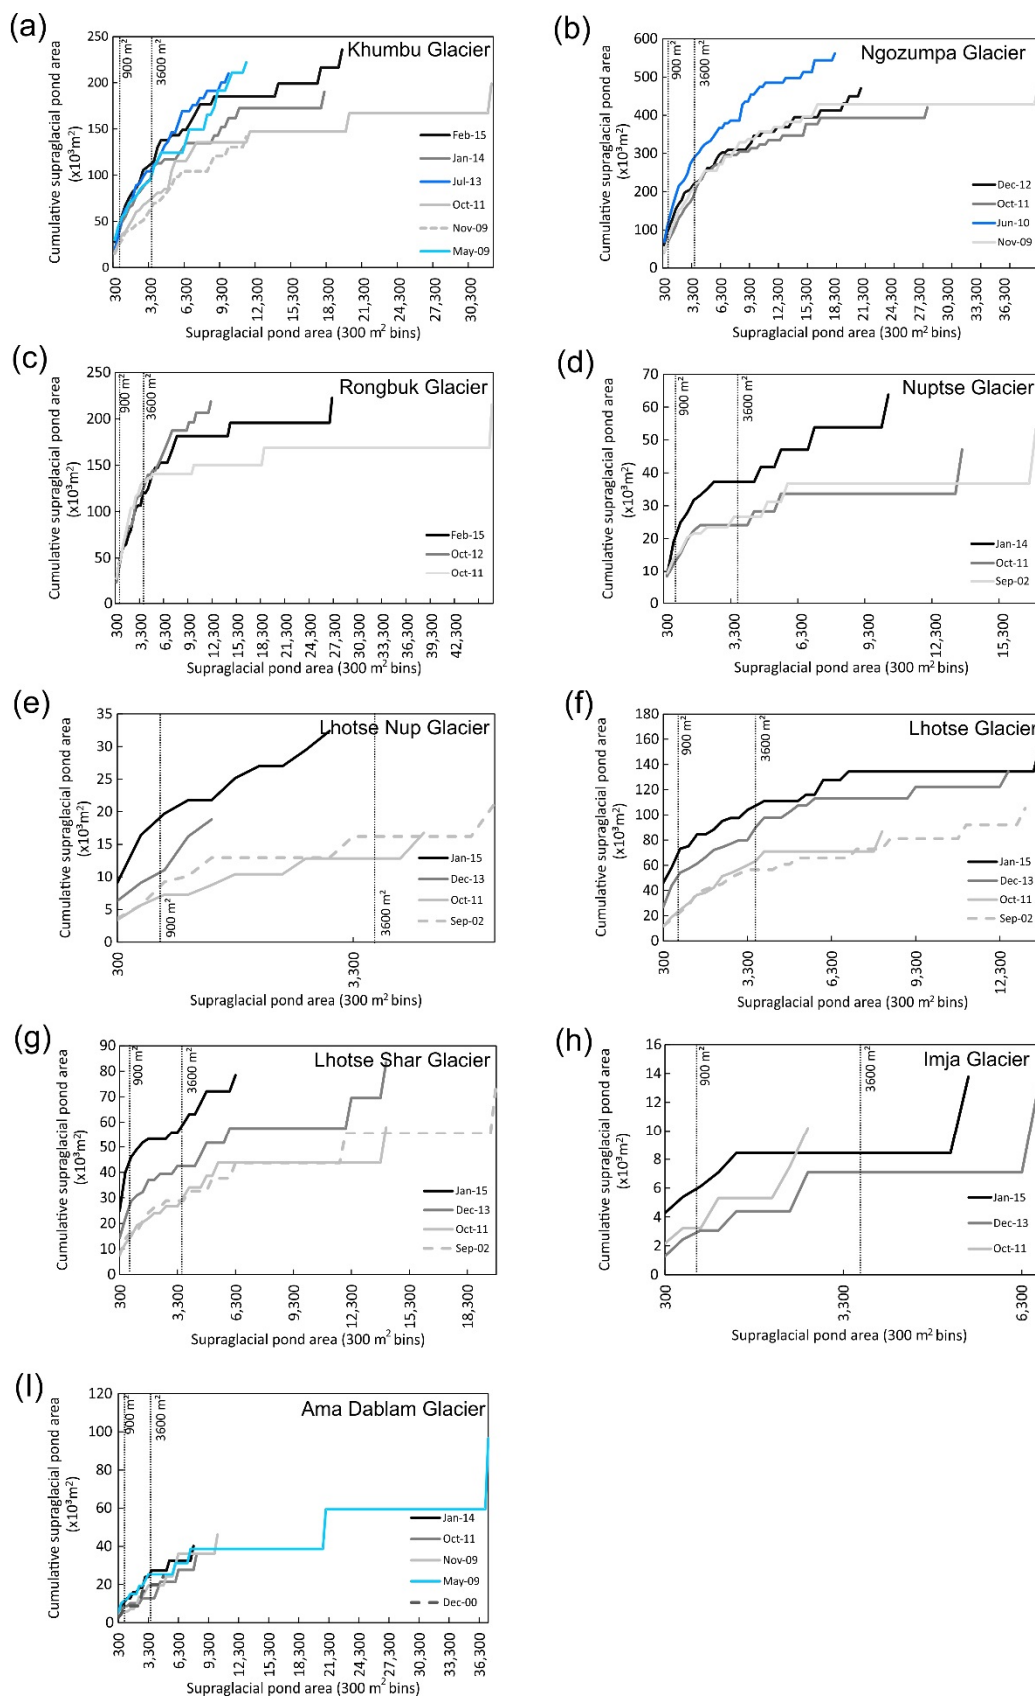 (a)
Khumbu Glacier
Cumulative supraglacial pond area
(x10³m²)
250
200
150
100
50
0
900 m²
3600 m²
Feb-15
Jan-14
Jul-13
Oct-11
Nov-09
May-09
300
3,300
6,300
9,300
12,300
15,300
18,300
21,300
24,300
27,300
30,300
Supraglacial pond area (300 m² bins)
(b)
Ngozumpa Glacier
Cumulative supraglacial pond area
(x10³m²)
600
500
400
300
200
100
0
900 m²
3600 m²
Dec-12
Oct-11
Jun-10
Nov-09
300
3,300
6,300
9,300
12,300
15,300
18,300
21,300
24,300
27,300
30,300
33,300
36,300
Supraglacial pond area (300 m² bins)
(c)
Rongbuk Glacier
Cumulative supraglacial pond area
(x10³m²)
250
200
150
100
50
0
900 m²
3600 m²
Feb-15
Oct-12
Oct-11
300
3,300
6,300
9,300
12,300
15,300
18,300
21,300
24,300
27,300
30,300
33,300
36,300
39,300
42,300
Supraglacial pond area (300 m² bins)
(d)
Nuptse Glacier
Cumulative supraglacial pond area
(x10³m²)
70
60
50
40
30
20
10
0
900 m²
3600 m²
Jan-14
Oct-11
Sep-02
300
3,300
6,300
9,300
12,300
15,300
Supraglacial pond area (300 m² bins)
(e)
Lhotse Nup Glacier
Cumulative supraglacial pond area
(x10³m²)
35
30
25
20
15
10
5
0
900 m²
3600 m²
Jan-15
Dec-13
Oct-11
Sep-02
300
3,300
Supraglacial pond area (300 m² bins)
(f)
Lhotse Glacier
Cumulative supraglacial pond area
(x10³m²)
180
160
140
120
100
80
60
40
20
0
900 m²
3600 m²
Jan-15
Dec-13
Oct-11
Sep-02
300
3,300
6,300
9,300
12,300
Supraglacial pond area (300 m² bins)
(g)
Lhotse Shar Glacier
Cumulative supraglacial pond area
(x10³m²)
90
80
70
60
50
40
30
20
10
0
900 m²
3600 m²
Jan-15
Dec-13
Oct-11
Sep-02
300
3,300
6,300
9,300
12,300
15,300
18,300
Supraglacial pond area (300 m² bins)
(h)
Imja Glacier
Cumulative supraglacial pond area
(x10³m²)
16
14
12
10
8
6
4
2
0
900 m²
3600 m²
Jan-15
Dec-13
Oct-11
300
3,300
6,300
Supraglacial pond area (300 m² bins)
(I)
Ama Dablam Glacier
Cumulative supraglacial pond area
(x10³m²)
120
100
80
60
40
20
0
900 m²
3600 m²
Jan-14
Oct-11
Nov-09
May-09
Dec-00
300
3,300
6,300
9,300
12,300
15,300
18,300
21,300
24,300
27,300
30,300
33,300
36,300
Supraglacial pond area (300 m² bins)